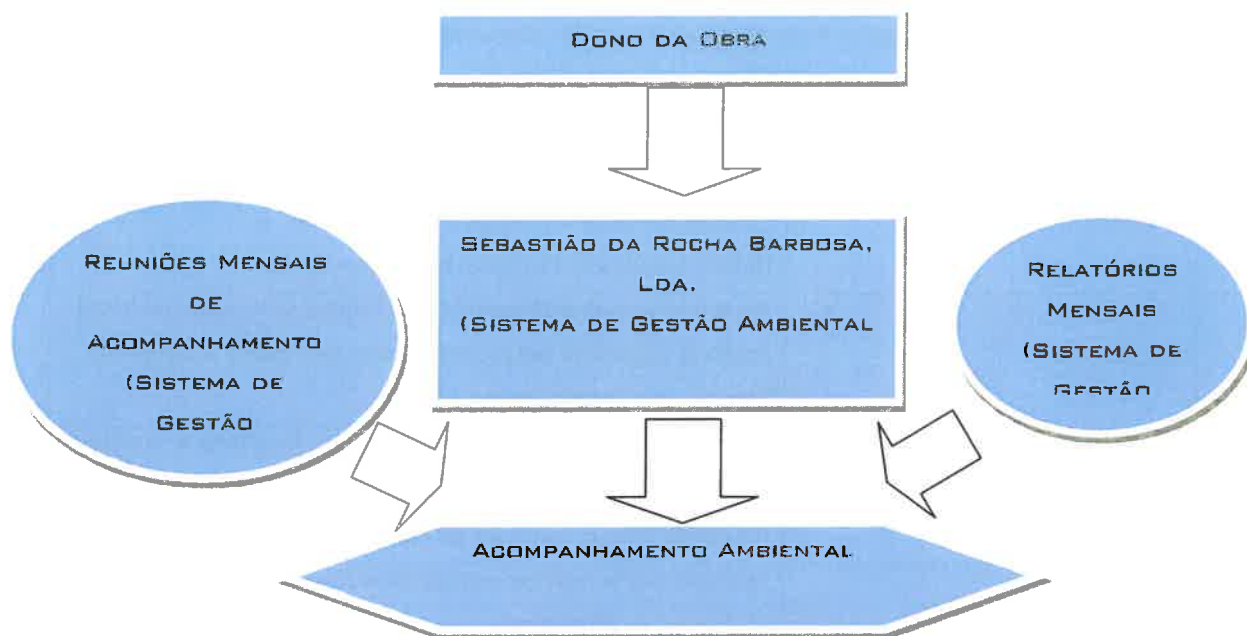 DONO DA OBRA
REUNIÕES MENSAIS
DE
ACOMPANHAMENTO
(SISTEMA DE
GESTÃO
SEBASTIÃO DA ROCHA BARBOSA,
LDA.
(SISTEMA DE GESTÃO AMBIENTAL
RELATÓRIOS
MENSAIS
(SISTEMA DE
GESTÃO
ACOMPANHAMENTO AMBIENTAL